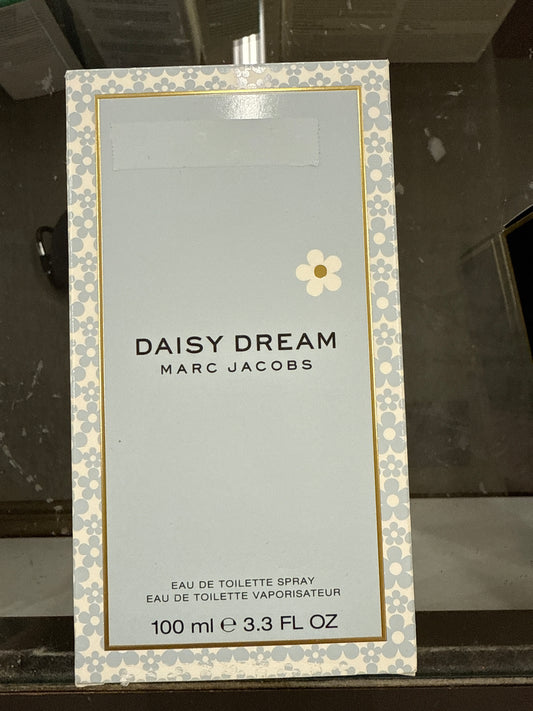 DAISY DREAM
MARC JACOBS
EAU DE TOILETTE SPRAY
EAU DE TOILETTE VAPORISATEUR
100 ml ℮ 3.3 FL OZ